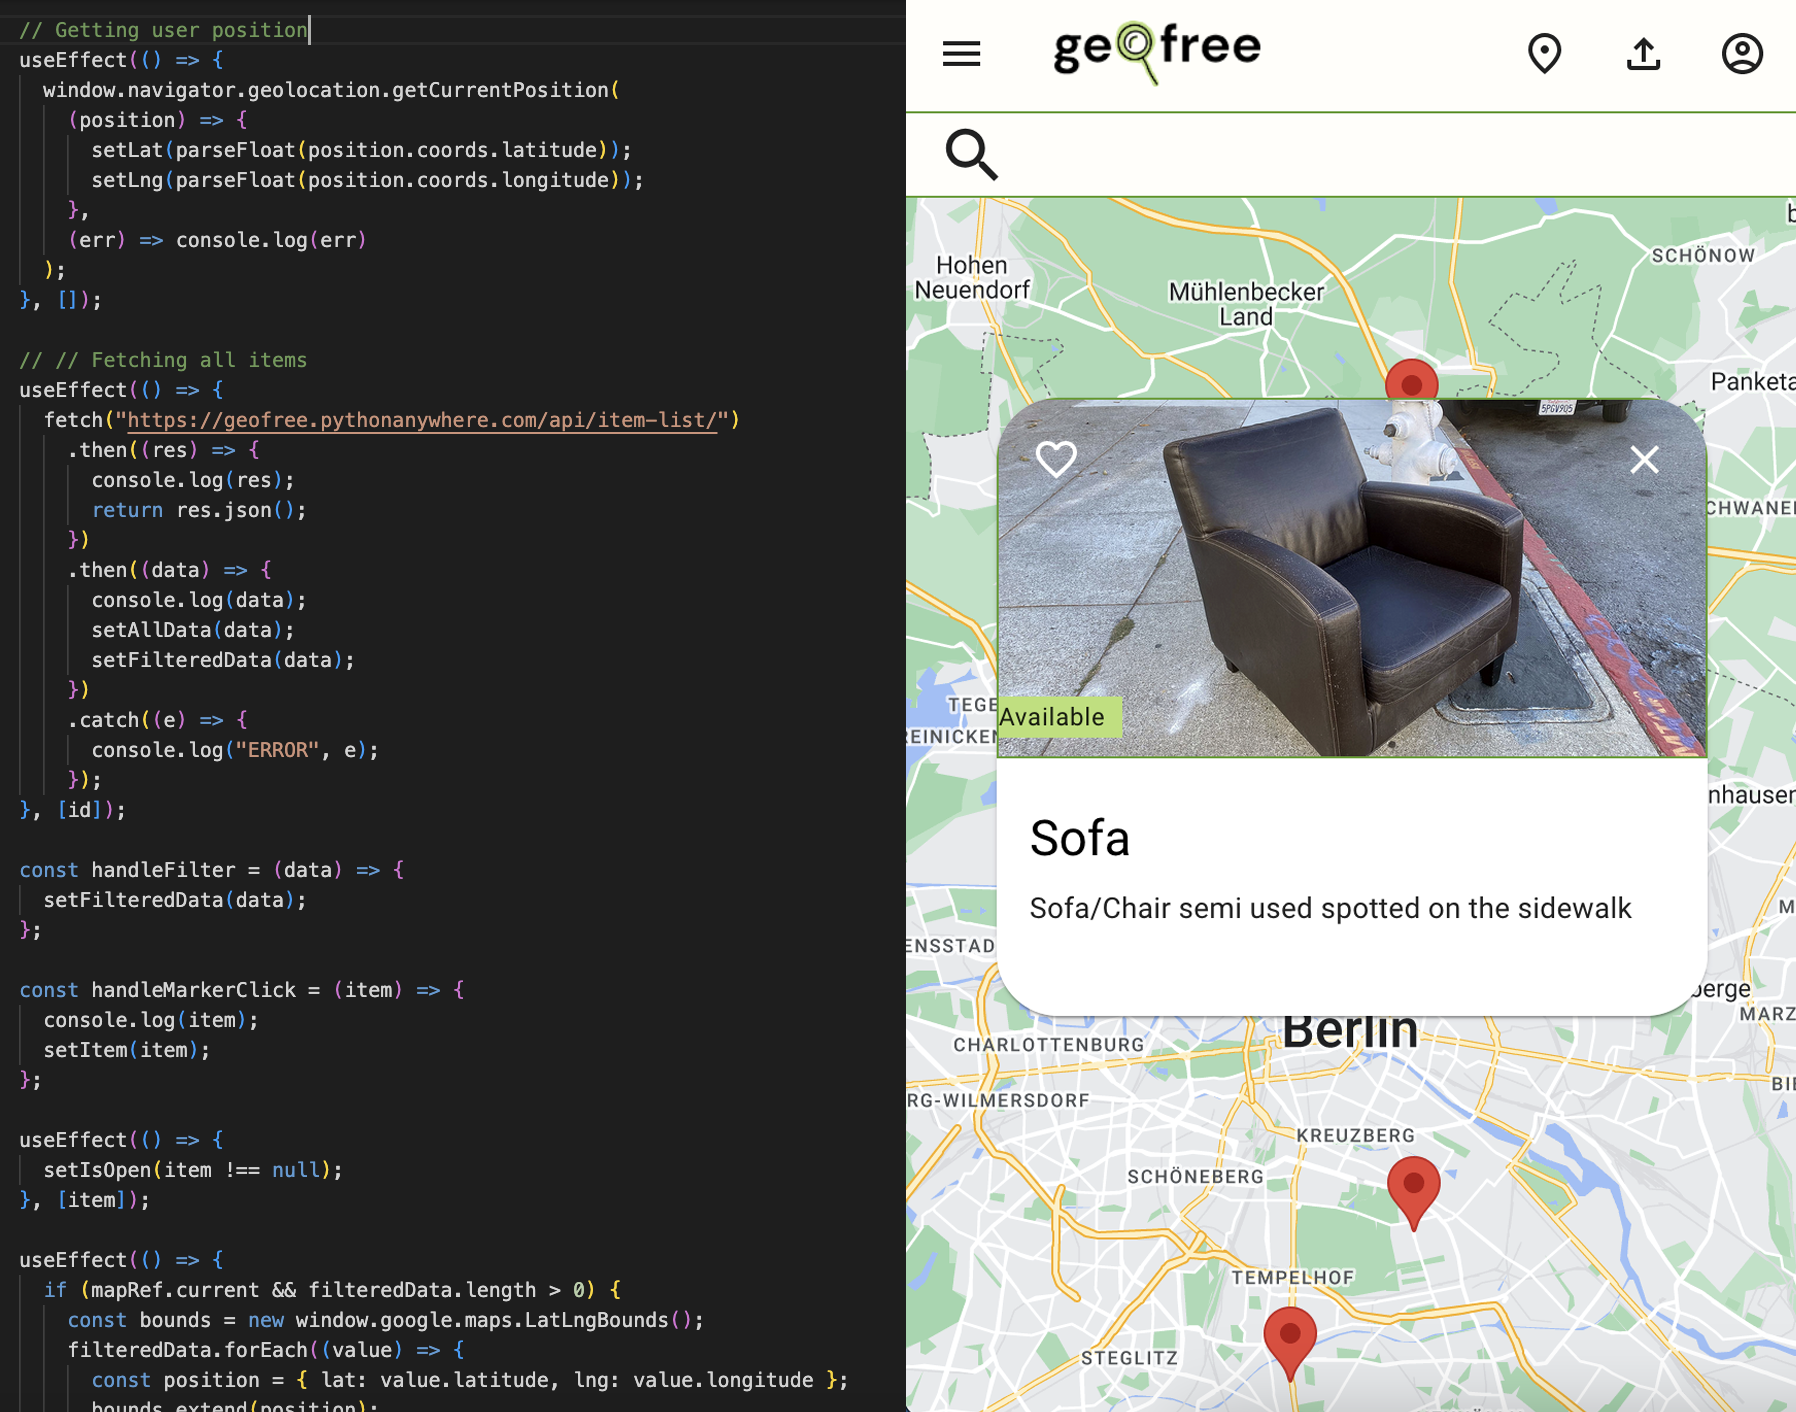 // Getting user position
useEffect(() => {
window.navigator.geolocation.getCurrentPosition(
(position) => {
setLat(parseFloat(position.coords.latitude));
setLng(parseFloat(position.coords.longitude));
},
(err) => console.log(err)
);
}, []);
// // Fetching all items
useEffect(() => {
fetch("https://geofree.pythonanywhere.com/api/item-list/")
.then((res) => {
console.log(res);
return res.json();
})
.then((data) => {
console.log(data);
setAllData(data);
setFilteredData(data);
})
.catch((e) => {
console.log("ERROR", e);
});
}, [id]);
const handleFilter = (data) => {
setFilteredData(data);
};
const handleMarkerClick = (item) => {
console.log(item);
setItem(item);
};
useEffect(() => {
setIsOpen(item !== null);
}, [item]);
useEffect(() => {
if (mapRef.current && filteredData.length > 0) {
const bounds = new window.google.maps.LatLngBounds();
filteredData.forEach((value) => {
const position = { lat: value.latitude, lng: value.longitude };
bounds.extend(position);
geofree
SCHÖNOW
Hohen
Neuendorf
Mühlenbecker
Land
Panketa
5PGV905
CHWANE
TEGE
REINICKEN
Available
nhausen
Sofa
Sofa/Chair semi used spotted on the sidewalk
M
ENSSTAD
berge
MARZ
Berlin
CHARLOTTENBURG
BI
RG-WILMERSDORF
KREUZBERG
SCHÖNEBERG
TEMPELHOF
STEGLITZ